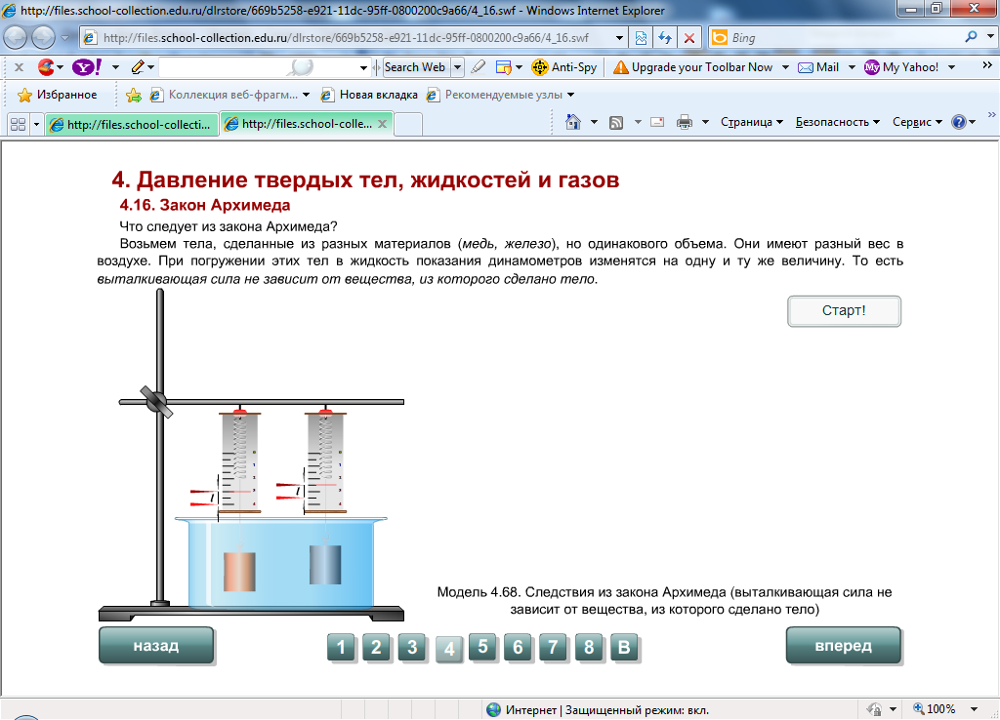 http://files.school-collection.edu.ru/dlrstore/669b5258-e921-11dc-95ff-0800200c9a66/4_16.swf - Windows Internet Explorer
http://files.school-collection.edu.ru/dlrstore/669b5258-e921-11dc-95ff-0800200c9a66/4_16.swf Bing
Y! Search Web Anti-Spy Upgrade your Toolbar Now Mail My Yahoo! »
Избранное Коллекция веб-фрагм... Новая вкладка Рекомендуемые узлы
http://files.school-collecti... http://files.school-colle... Страница Безопасность Сервис »
4. Давление твердых тел, жидкостей и газов
4.16. Закон Архимеда
Что следует из закона Архимеда?
Возьмем тела, сделанные из разных материалов (медь, железо), но одинакового объема. Они имеют разный вес в
воздухе. При погружении этих тел в жидкость показания динамометров изменятся на одну и ту же величину. То есть
выталкивающая сила не зависит от вещества, из которого сделано тело.
Старт!
Модель 4.68. Следствия из закона Архимеда (выталкивающая сила не
зависит от вещества, из которого сделано тело)
назад 1 2 3 4 5 6 7 8 В вперед
Интернет | Защищенный режим: вкл. 100%